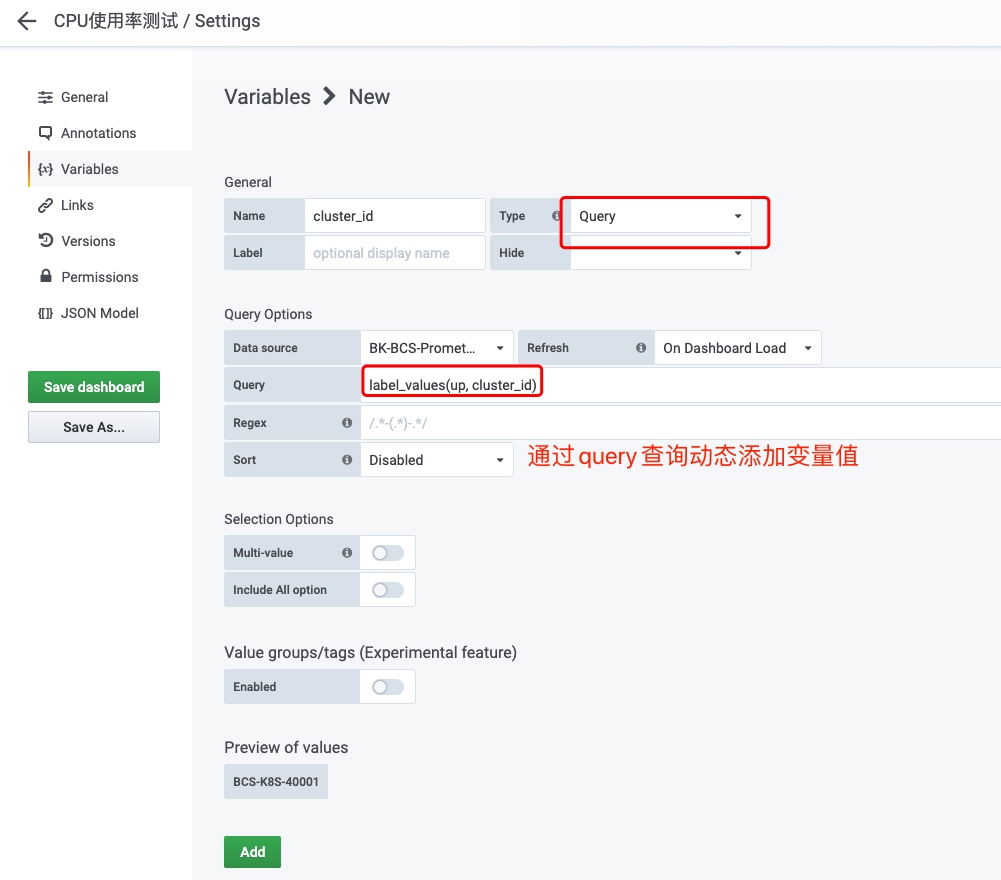 CPU使用率测试 / Settings
General
Annotations
Variables
Links
Versions
Permissions
JSON Model
Save dashboard
Save As...
Variables > New
General
Name cluster_id Type Query
Label optional display name Hide
Query Options
Data source BK-BCS-Promet... Refresh On Dashboard Load
Query label_values(up, cluster_id)
Regex /.*-(.*)-.*/
Sort Disabled 通过query查询动态添加变量值
Selection Options
Multi-value
Include All option
Value groups/tags (Experimental feature)
Enabled
Preview of values
BCS-K8S-40001
Add